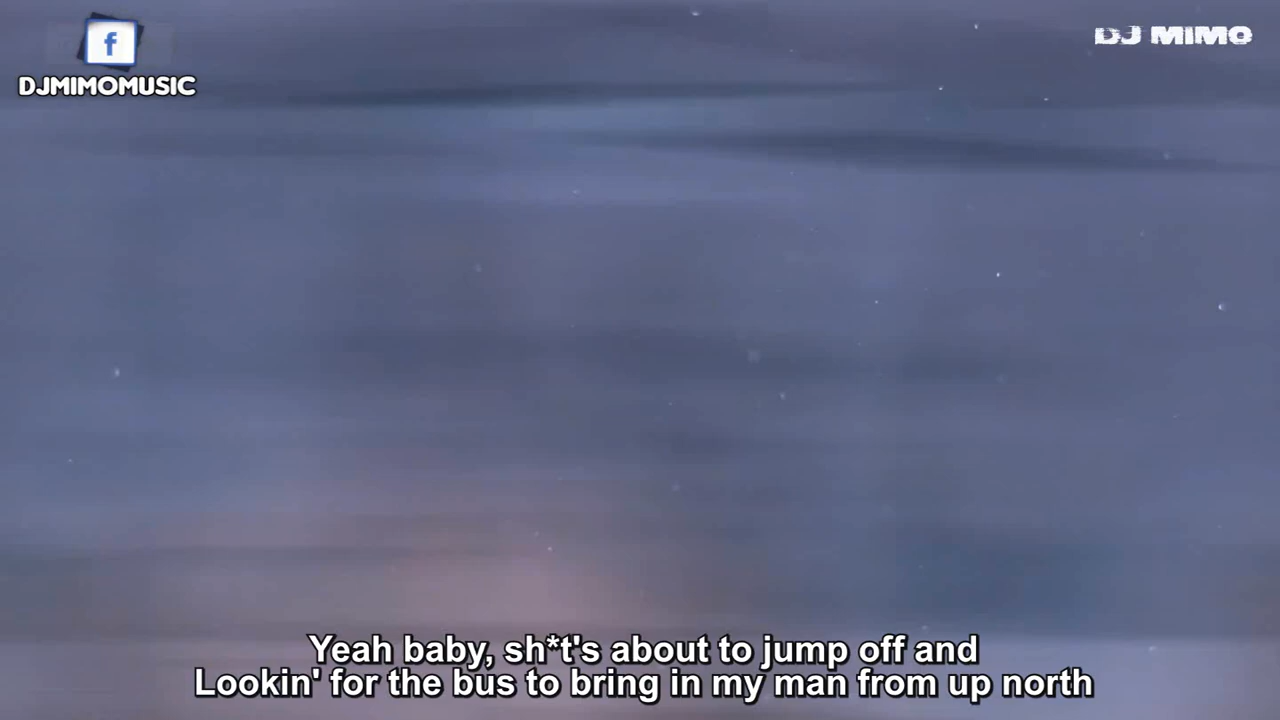 f
DJMIMOMUSIC
DJ MIMO
Yeah baby, sh*t's about to jump off and
Lookin' for the bus to bring in my man from up north